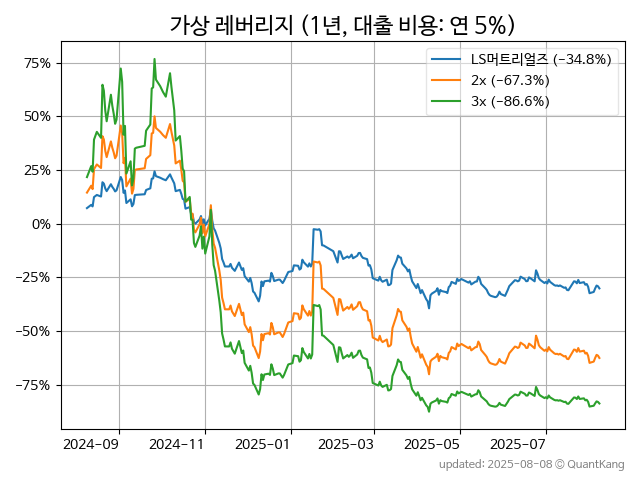 가상 레버리지 (1년, 대출 비용: 연 5%)
LS머트리얼즈 (−34.8%)
2x (−67.3%)
3x (−86.6%)
75%
50%
25%
0%
−25%
−50%
−75%
2024-09
2024-11
2025-01
2025-03
2025-05
2025-07
updated: 2025-08-08 © QuantKang